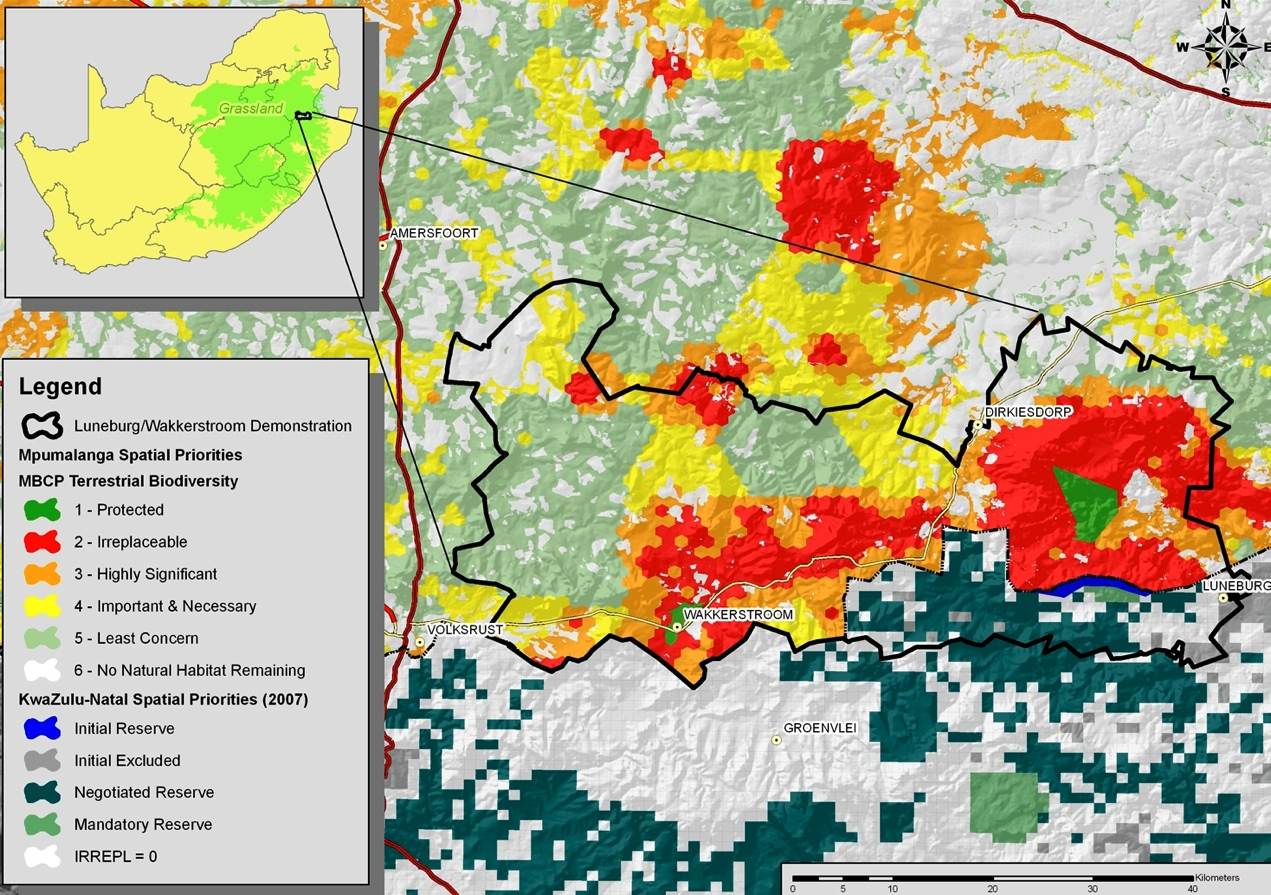 Grassland
N
W
E
S
AMERSFOORT
DIRKIESDORP
LUNEBURG
WAKKERSTROOM
VOLKSRUST
GROENVLEI
Legend
Luneburg/Wakkerstroom Demonstration
Mpumalanga Spatial Priorities
MBCP Terrestrial Biodiversity
1 - Protected
2 - Irreplaceable
3 - Highly Significant
4 - Important & Necessary
5 - Least Concern
6 - No Natural Habitat Remaining
KwaZulu-Natal Spatial Priorities (2007)
Initial Reserve
Initial Excluded
Negotiated Reserve
Mandatory Reserve
IRREPL = 0
Kilometers
0 5 10 20 30 40